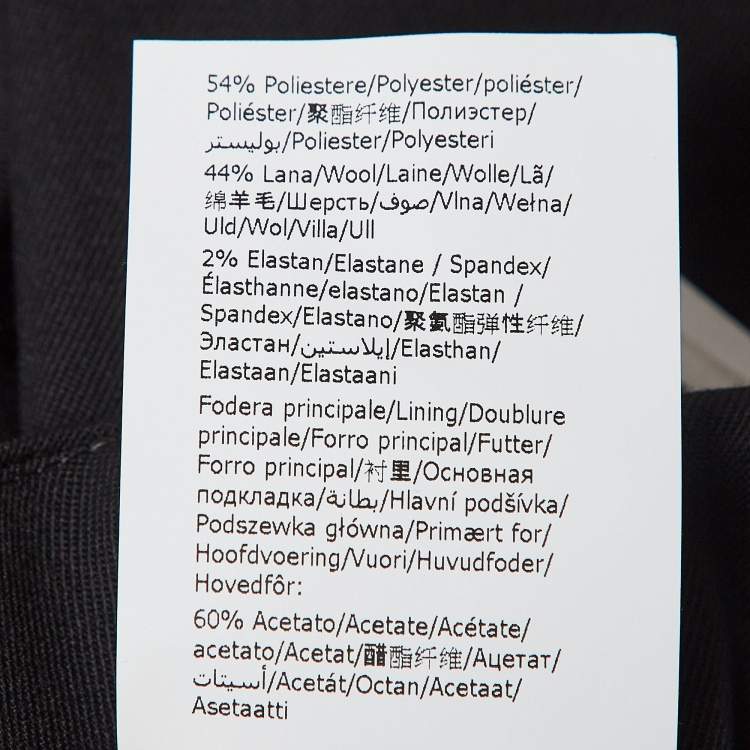 54% Poliestere/Polyester/poliéster/
Poliéster/聚酯纤维/Полиэстер/
بوليستر/Poliester/Polyesteri
44% Lana/Wool/Laine/Wolle/Lã/
绵羊毛/Шерсть/صوف/Vlna/Wełna/
Uld/Wol/Villa/Ull
2% Elastan/Elastane / Spandex/
Élasthanne/elastano/Elastan /
Spandex/Elastano/聚氨酯弹性纤维/
Эластан/إيلاستين/Elasthan/
Elastaan/Elastaani
Fodera principale/Lining/Doublure
principale/Forro principal/Futter/
Forro principal/衬里/Основная
подкладка/بطانة/Hlavní podšívka/
Podszewka główna/Primært for/
Hoofdvoering/Vuori/Huvudfoder/
Hovedfôr:
60% Acetato/Acetate/Acétate/
acetato/Acetat/醋酯纤维/Ацетат/
أسيتات/Acetát/Octan/Acetaat/
Asetaatti